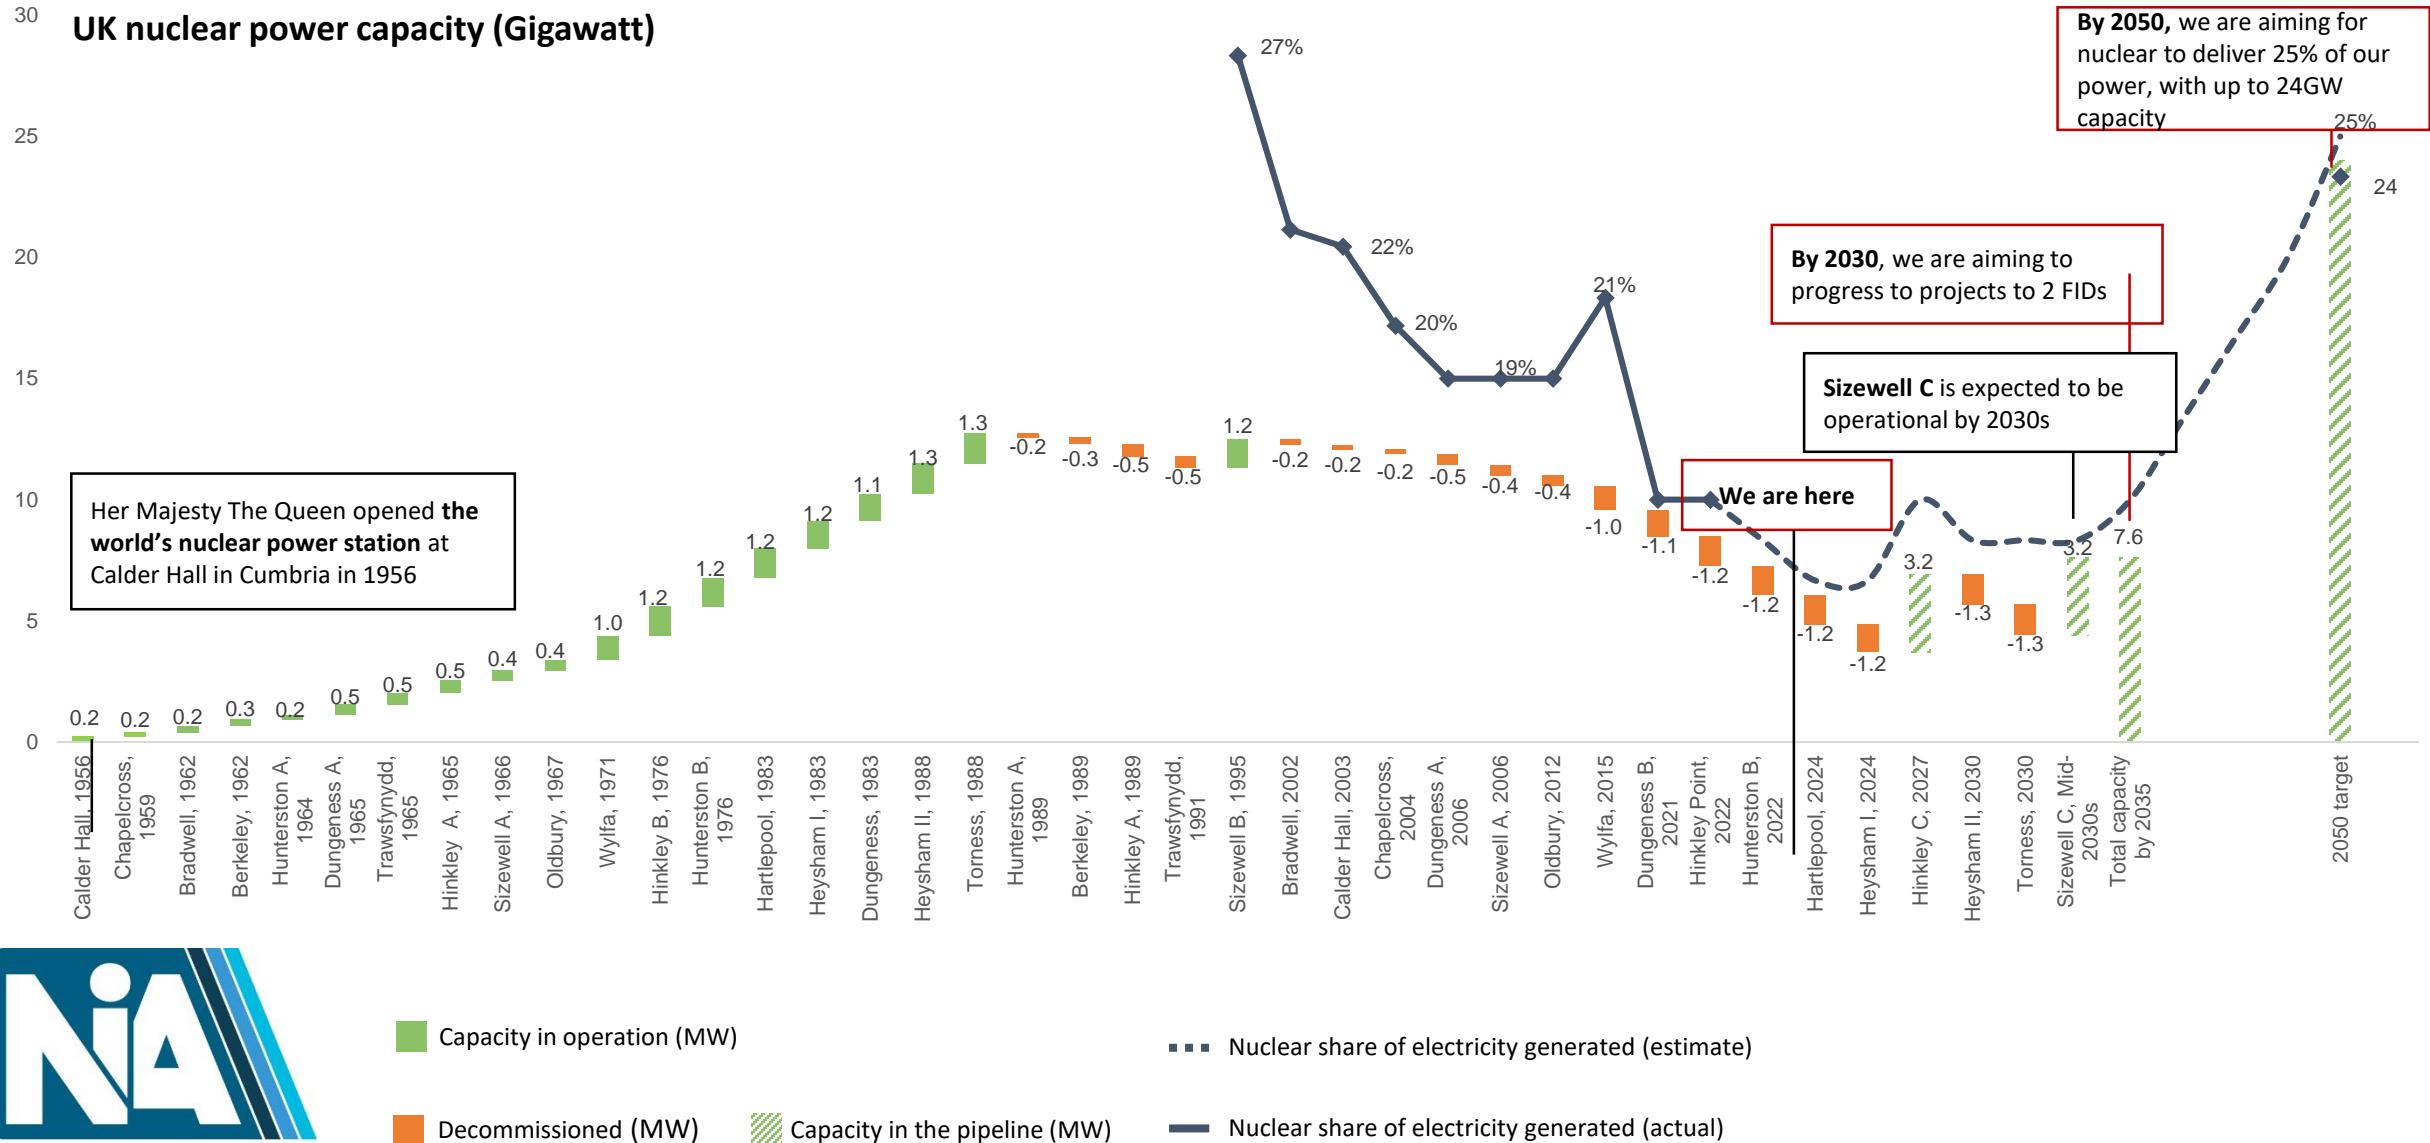 UK nuclear power capacity (Gigawatt)
30
25
20
15
10
5
0
By 2050, we are aiming for
nuclear to deliver 25% of our
power, with up to 24GW
capacity
By 2030, we are aiming to
progress to projects to 2 FIDs
Sizewell C is expected to be
operational by 2030s
We are here
Her Majesty The Queen opened the
world's nuclear power station at
Calder Hall in Cumbria in 1956
27%
22%
20%
19%
21%
25%
24
0.2
0.2
0.2
0.3
0.2
0.5
0.5
0.5
0.4
0.4
1.0
1.2
1.2
1.2
1.2
1.1
1.3
1.3
-0.2
-0.3
-0.5
-0.5
1.2
-0.2
-0.2
-0.2
-0.5
-0.4
-0.4
-1.0
-1.1
-1.2
-1.2
-1.2
-1.2
3.2
-1.3
-1.3
3.2
7.6
Calder Hall, 1956
Chapelcross,
1959
Bradwell, 1962
Berkeley, 1962
Hunterston A,
1964
Dungeness A,
1965
Trawsfynydd,
1965
Hinkley  A, 1965
Sizewell A, 1966
Oldbury, 1967
Wylfa, 1971
Hinkley B, 1976
Hunterston B,
1976
Hartlepool, 1983
Heysham I, 1983
Dungeness, 1983
Heysham II, 1988
Torness, 1988
Hunterston A,
1989
Berkeley, 1989
Hinkley A, 1989
Trawsfynydd,
1991
Sizewell B, 1995
Bradwell, 2002
Calder Hall, 2003
Chapelcross,
2004
Dungeness A,
2006
Sizewell A, 2006
Oldbury, 2012
Wylfa, 2015
Dungeness B,
2021
Hinkley Point,
2022
Hunterston B,
2022
Hartlepool, 2024
Heysham I, 2024
Hinkley C, 2027
Heysham II, 2030
Torness, 2030
Sizewell C, Mid-
2030s
Total capacity
by 2035
2050 target
NiA
Capacity in operation (MW)
Nuclear share of electricity generated (estimate)
Decommissioned (MW)
Capacity in the pipeline (MW)
Nuclear share of electricity generated (actual)